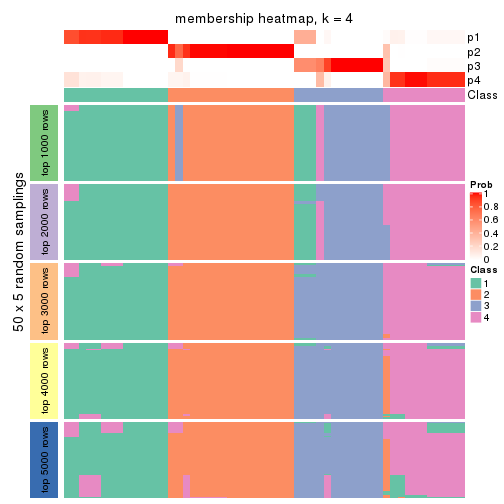 membership heatmap, k = 4
p1
p2
p3
p4
Class
50 x 5 random samplings
top 1000 rows
top 2000 rows
top 3000 rows
top 4000 rows
top 5000 rows
Prob
1
0.8
0.6
0.4
0.2
0
Class
1
2
3
4